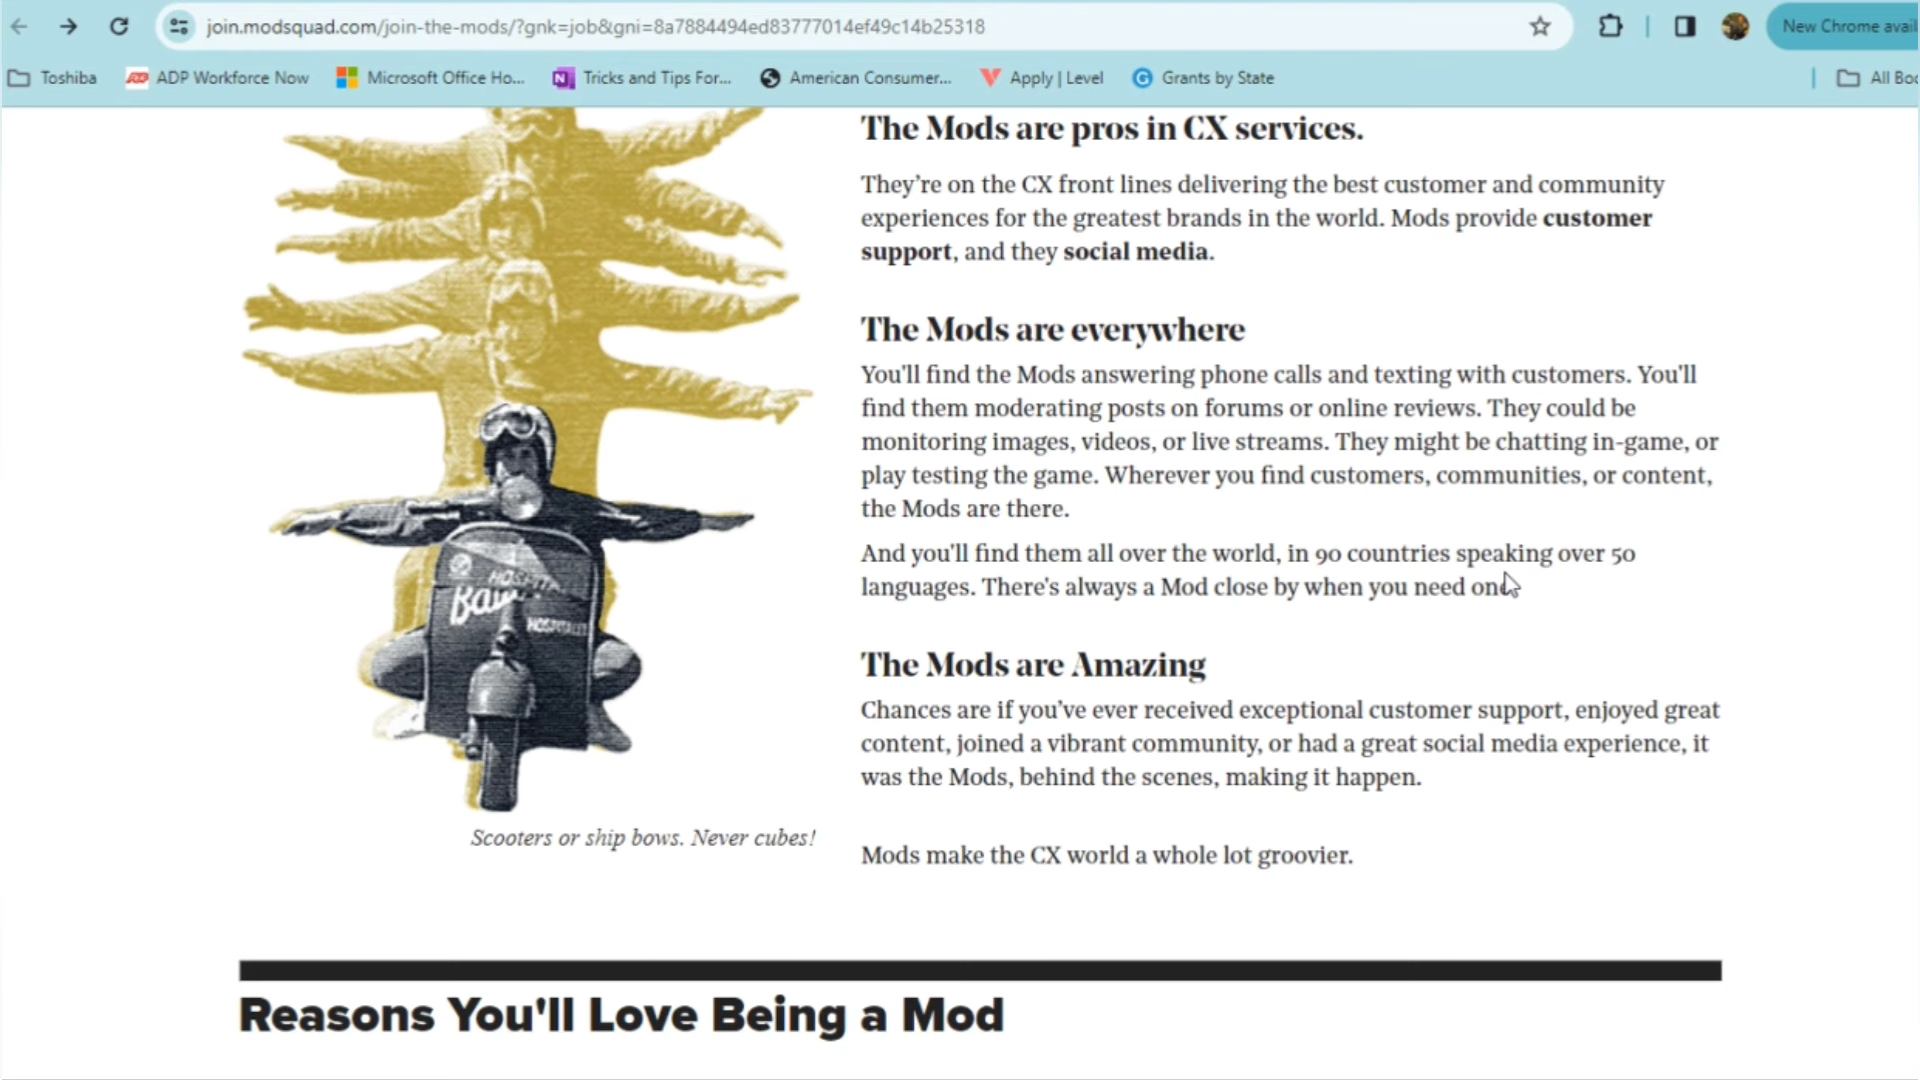 join.modsquad.com/join-the-mods/?gnk=job&gni=8a7884494ed83777014ef49c14b25318
New Chrome avail
Toshiba
ADP Workforce Now
Microsoft Office Ho...
Tricks and Tips For...
American Consumer...
Apply | Level
Grants by State
All Boo
The Mods are pros in CX services.
They're on the CX front lines delivering the best customer and community
experiences for the greatest brands in the world. Mods provide customer
support, and they social media.
The Mods are everywhere
You'll find the Mods answering phone calls and texting with customers. You'll
find them moderating posts on forums or online reviews. They could be
monitoring images, videos, or live streams. They might be chatting in-game, or
play testing the game. Wherever you find customers, communities, or content,
the Mods are there.
And you'll find them all over the world, in 90 countries speaking over 50
languages. There's always a Mod close by when you need one
The Mods are Amazing
Chances are if you've ever received exceptional customer support, enjoyed great
content, joined a vibrant community, or had a great social media experience, it
was the Mods, behind the scenes, making it happen.
Scooters or ship bows. Never cubes!
Mods make the CX world a whole lot groovier.
Reasons You'll Love Being a Mod